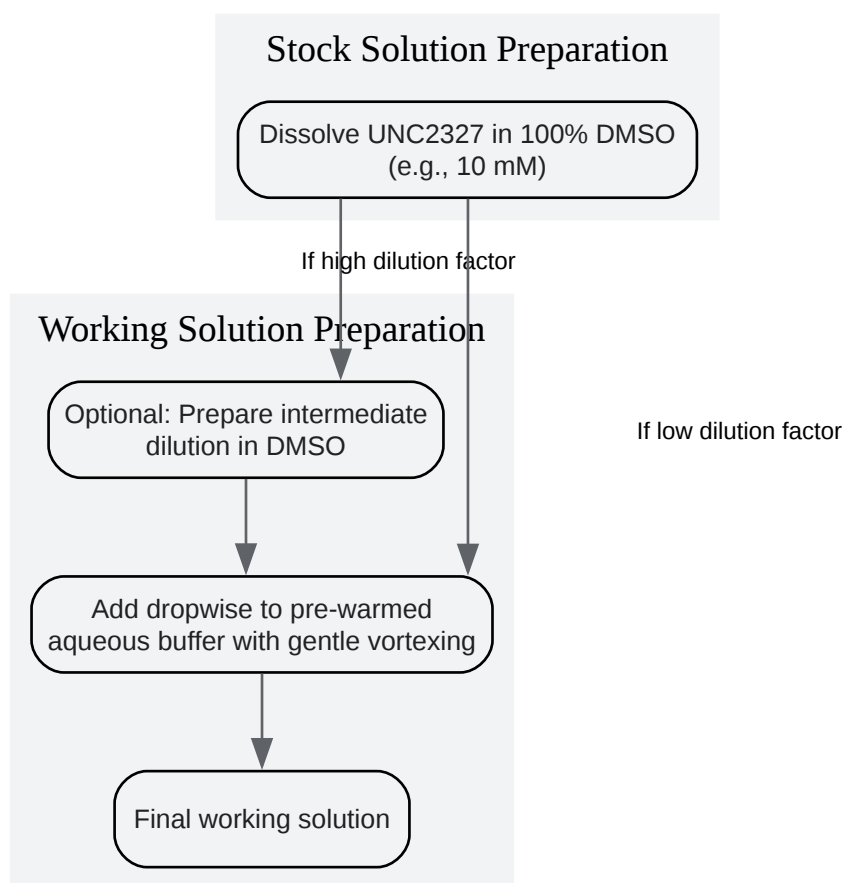 Stock Solution Preparation
Dissolve UNC2327 in 100% DMSO
(e.g., 10 mM)
If high dilution factor
Working Solution Preparation
Optional: Prepare intermediate
dilution in DMSO
If low dilution factor
Add dropwise to pre-warmed
aqueous buffer with gentle vortexing
Final working solution